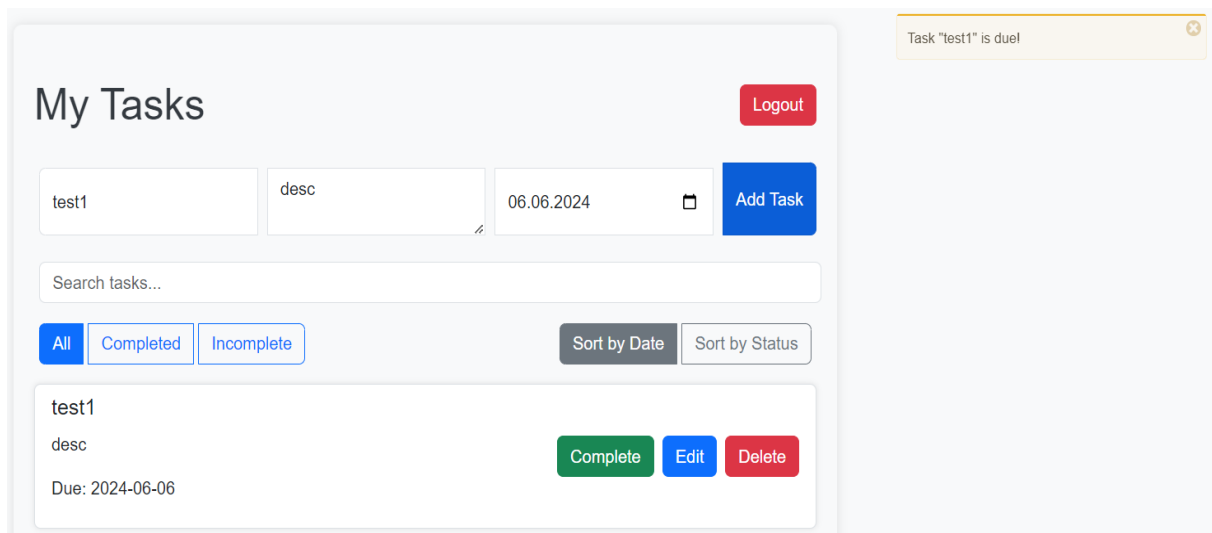 Task "test1" is due!
My Tasks
Logout
test1
desc
06.06.2024
Add Task
Search tasks...
All
Completed
Incomplete
Sort by Date
Sort by Status
test1
desc
Due: 2024-06-06
Complete
Edit
Delete